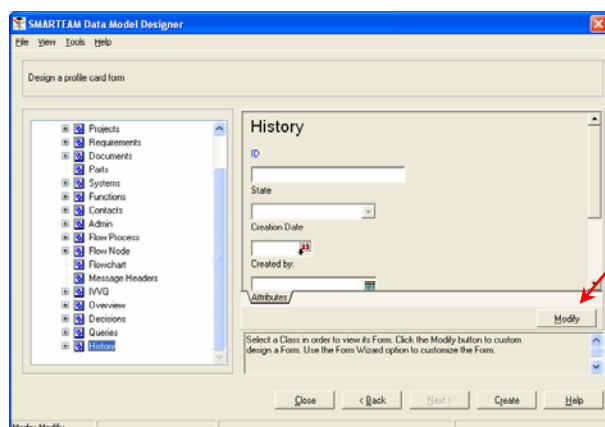 SMARTEAM Data Model Designer
File View Tools Help
Design a profile card form
Projects
Requirements
Documents
Parts
Systems
Functions
Contacts
Admin
Flow Process
Flow Node
Flowchart
Message Headers
IVVQ
Overview
Decisions
Queries
History
History
ID
State
Creation Date
12
Created by:
Attributes
Modify
Select a Class in order to view its Form. Click the Modify button to custom
design a Form. Use the Form Wizard option to customize the Form.
Close < Back Next > Create Help
Mode: Modify